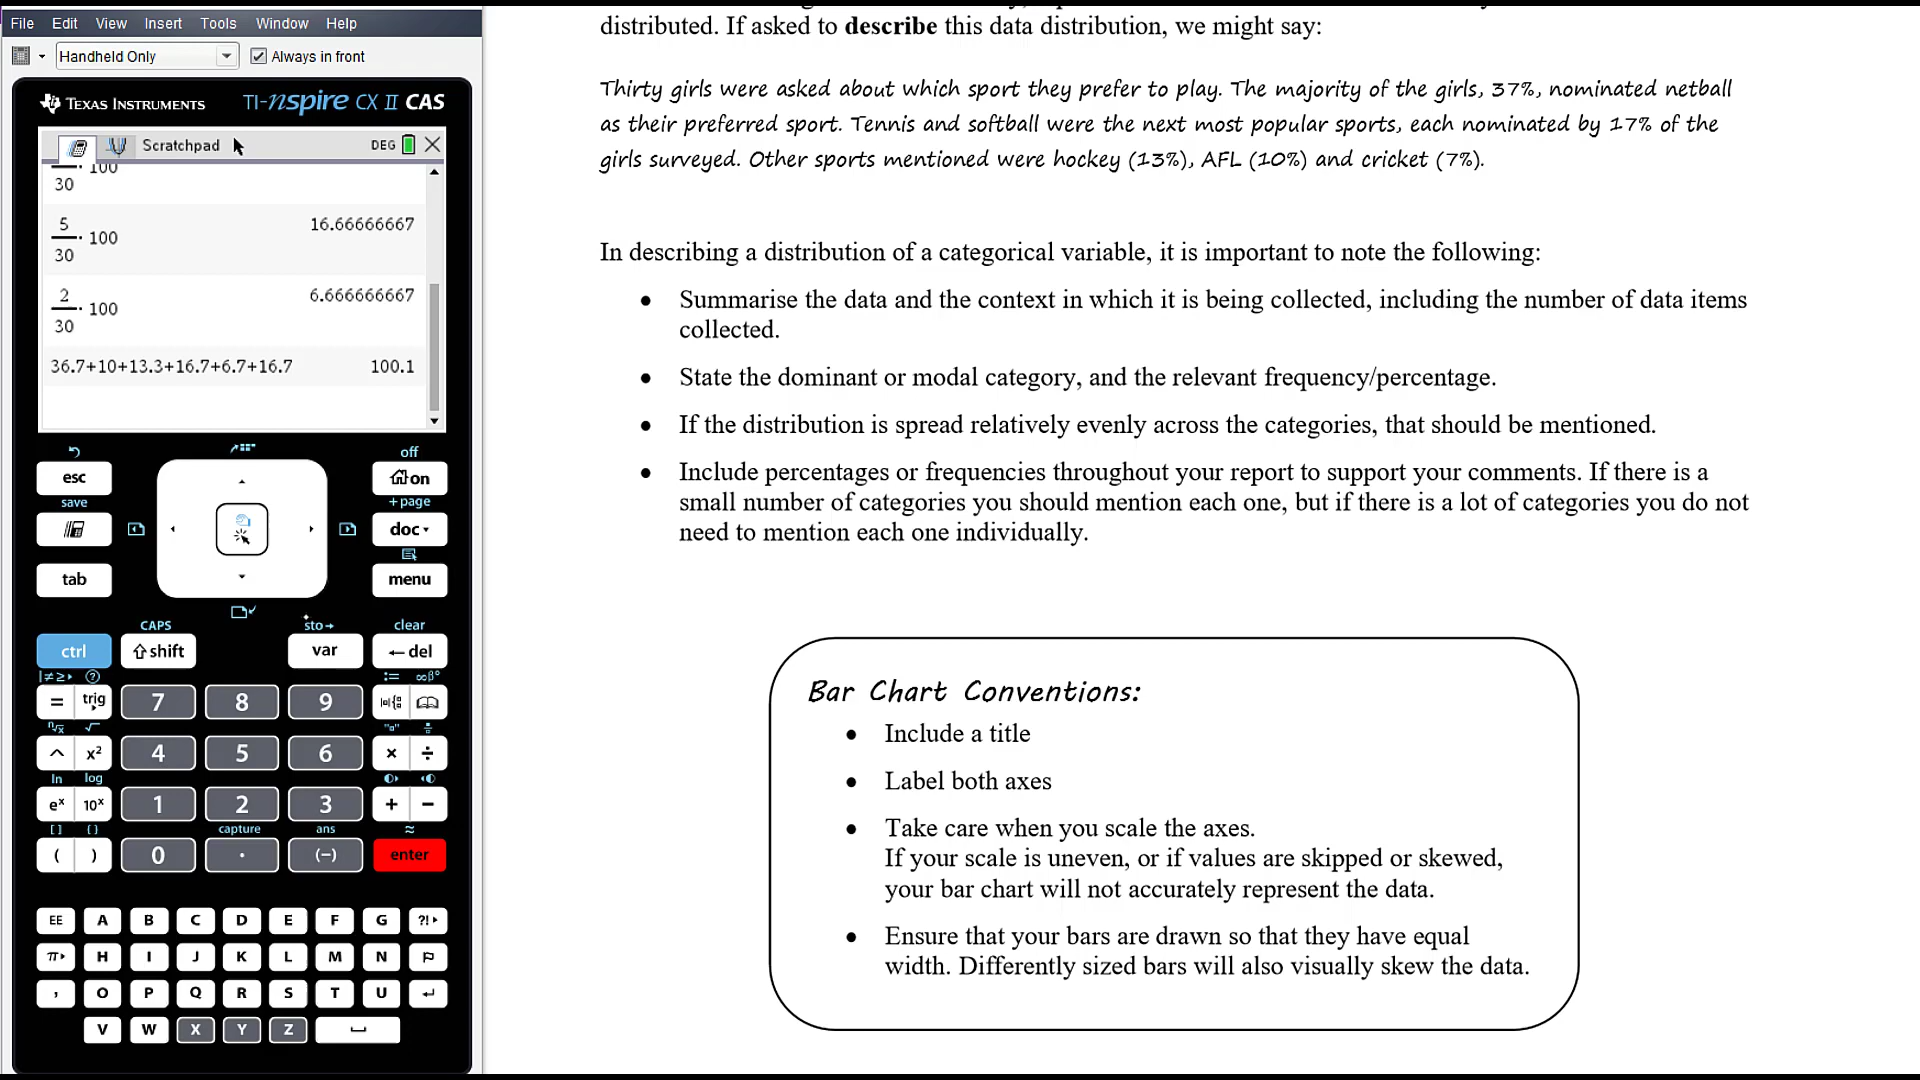 File Edit View Insert Tools Window Help
Handheld Only Always in front
TEXAS INSTRUMENTS TI-nspire CX II CAS
Scratchpad DEG
30 · 100
5/30 · 100 16.66666667
2/30 · 100 6.666666667
36.7+10+13.3+16.7+6.7+16.7 100.1
off
esc on
save +page
doc
tab menu
CAPS sto→ clear
ctrl shift var ←del
|≠≥▸ ? := ∞β°
= trig 7 8 9
ⁿ√x √ "□"
^ x² 4 5 6 × ÷
ln log
eˣ 10ˣ 1 2 3 + −
[ ] { } capture ans ≈
( ) 0 . (−) enter
EE A B C D E F G ?!▸
π▸ H I J K L M N
, O P Q R S T U ↵
V W X Y Z
distributed. If asked to describe this data distribution, we might say:
Thirty girls were asked about which sport they prefer to play. The majority of the girls, 37%, nominated netball
as their preferred sport. Tennis and softball were the next most popular sports, each nominated by 17% of the
girls surveyed. Other sports mentioned were hockey (13%), AFL (10%) and cricket (7%).
In describing a distribution of a categorical variable, it is important to note the following:
• Summarise the data and the context in which it is being collected, including the number of data items
collected.
• State the dominant or modal category, and the relevant frequency/percentage.
• If the distribution is spread relatively evenly across the categories, that should be mentioned.
• Include percentages or frequencies throughout your report to support your comments. If there is a
small number of categories you should mention each one, but if there is a lot of categories you do not
need to mention each one individually.
Bar Chart Conventions:
• Include a title
• Label both axes
• Take care when you scale the axes.
If your scale is uneven, or if values are skipped or skewed,
your bar chart will not accurately represent the data.
• Ensure that your bars are drawn so that they have equal
width. Differently sized bars will also visually skew the data.